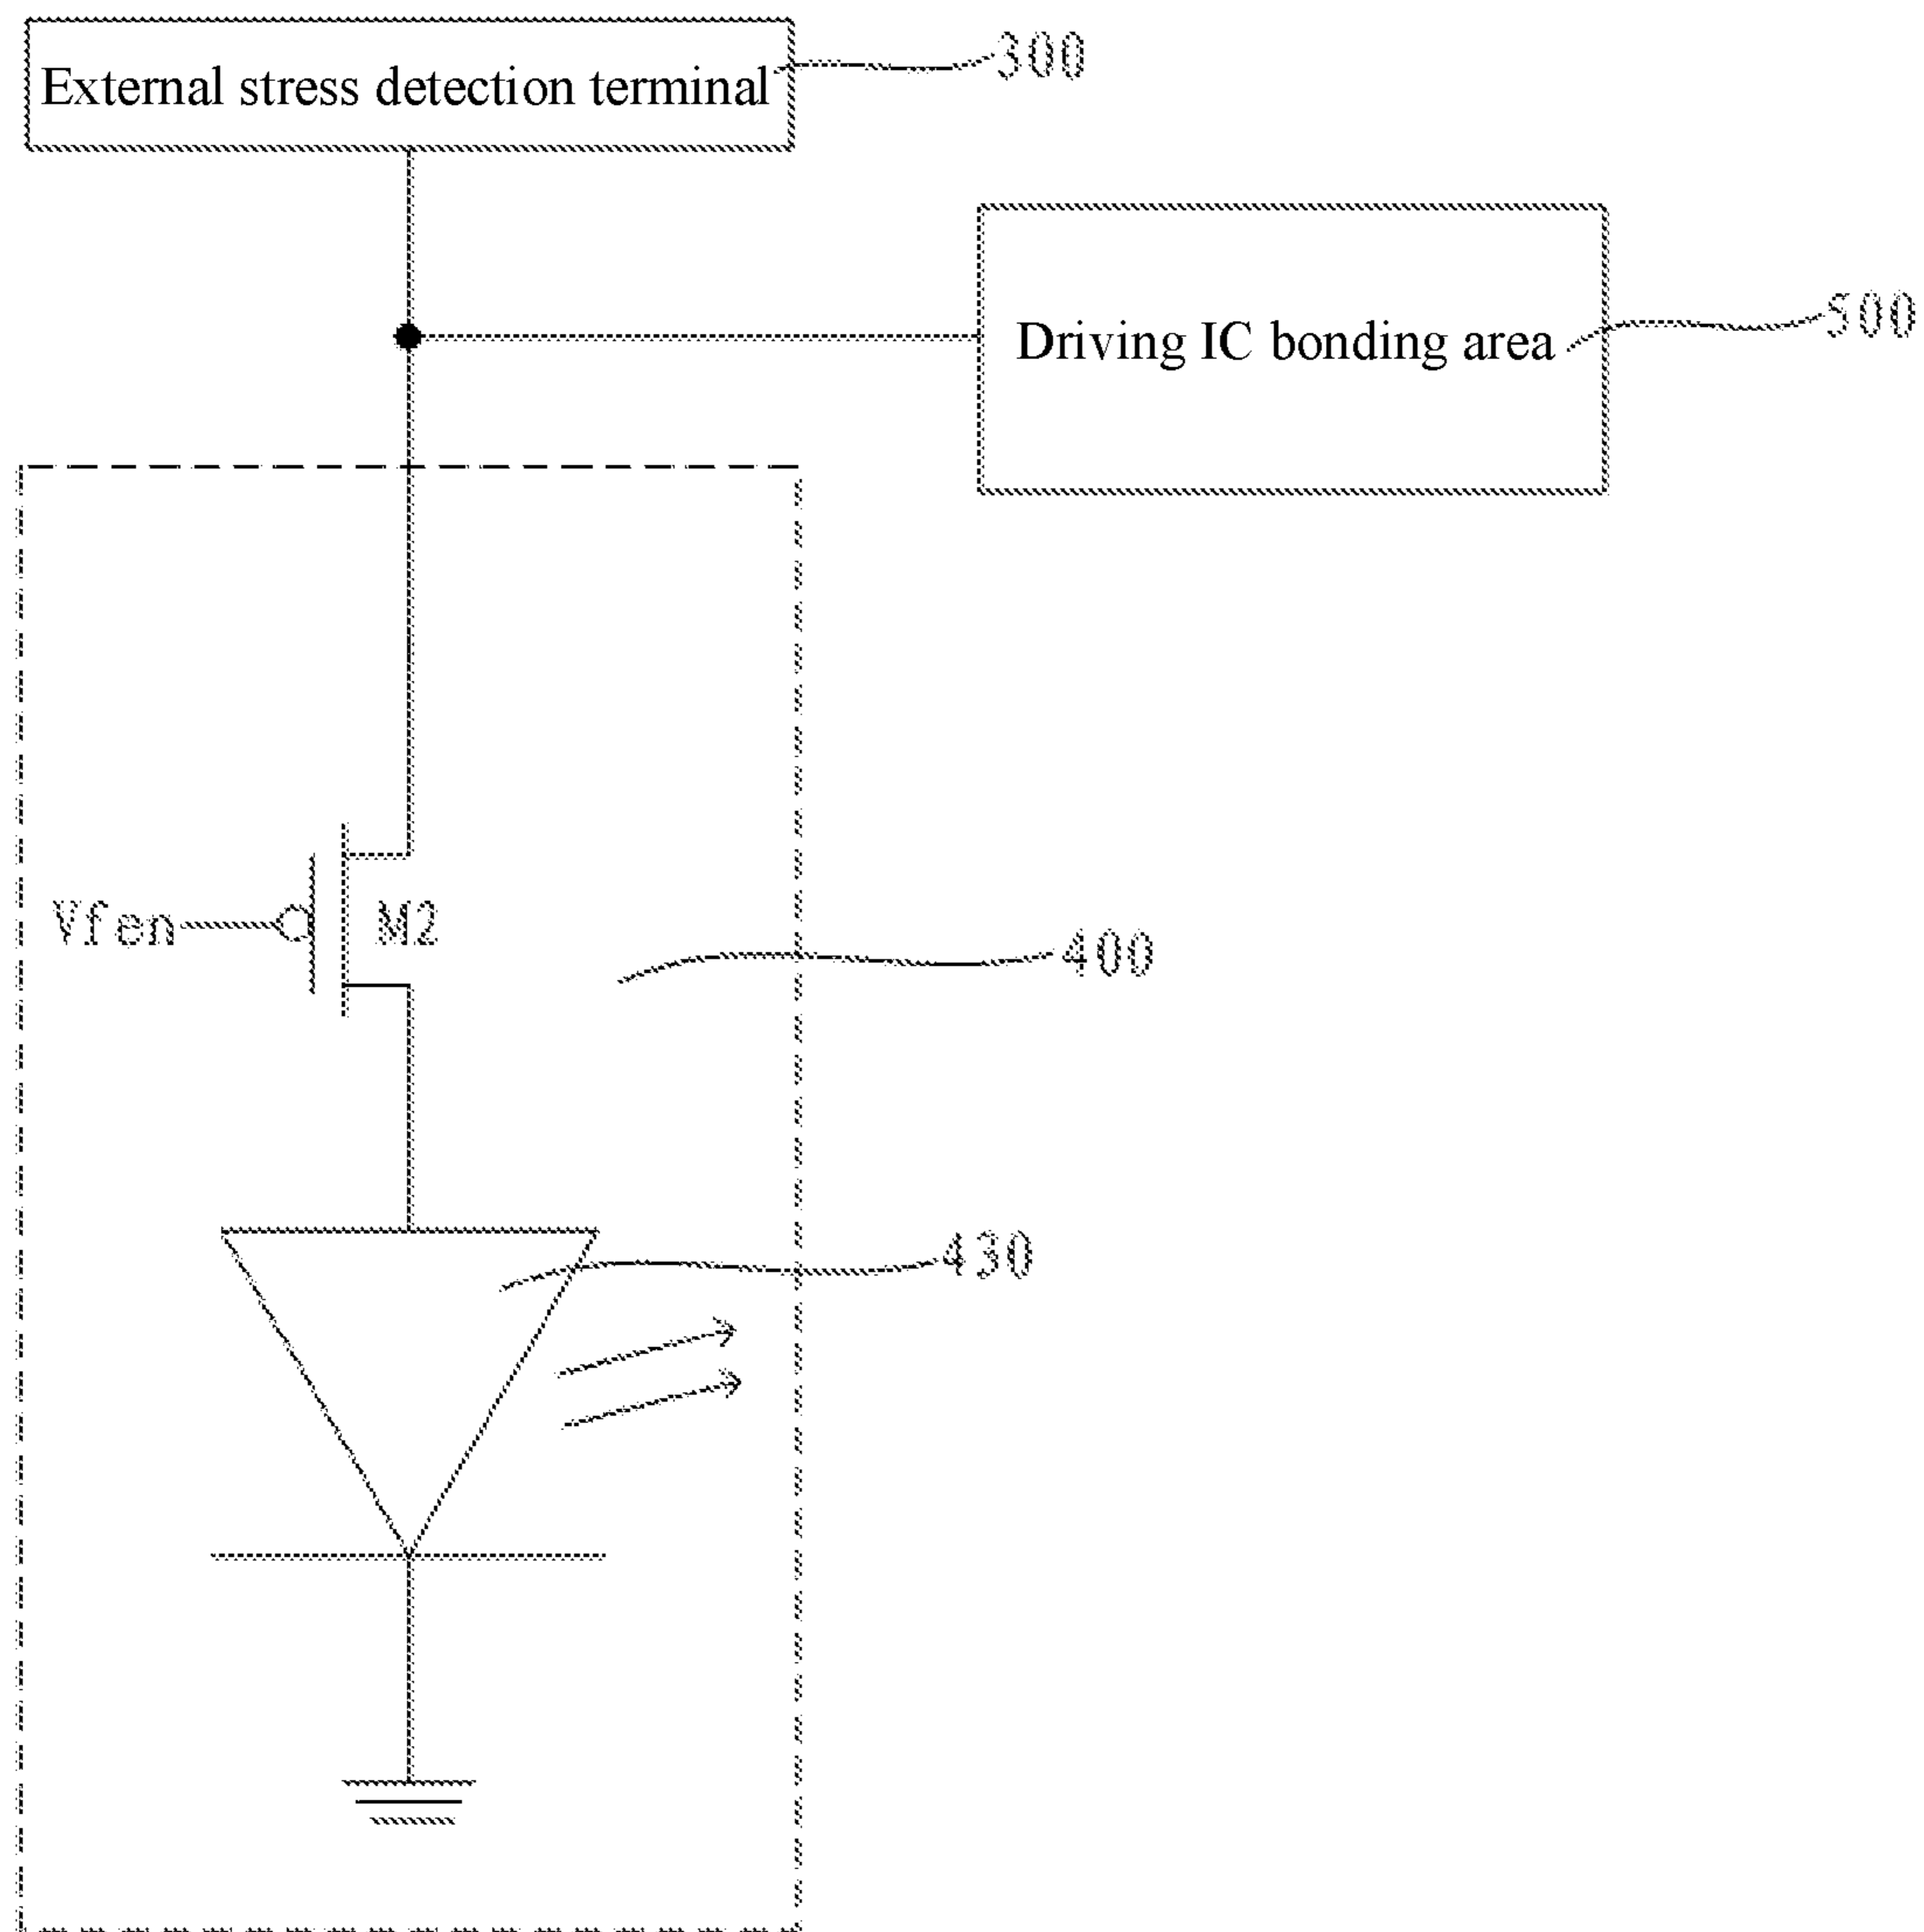 External stress detection terminal
300
Driving IC bonding area
500
Vfen
M2
400
430